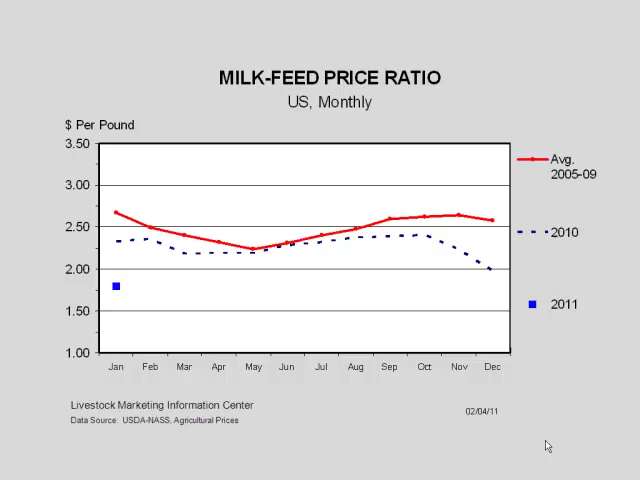 MILK-FEED PRICE RATIO
US, Monthly
$ Per Pound
3.50
3.00
2.50
2.00
1.50
1.00
Jan Feb Mar Apr May Jun Jul Aug Sep Oct Nov Dec
Avg.
2005-09
2010
2011
Livestock Marketing Information Center
Data Source: USDA-NASS, Agricultural Prices
02/04/11